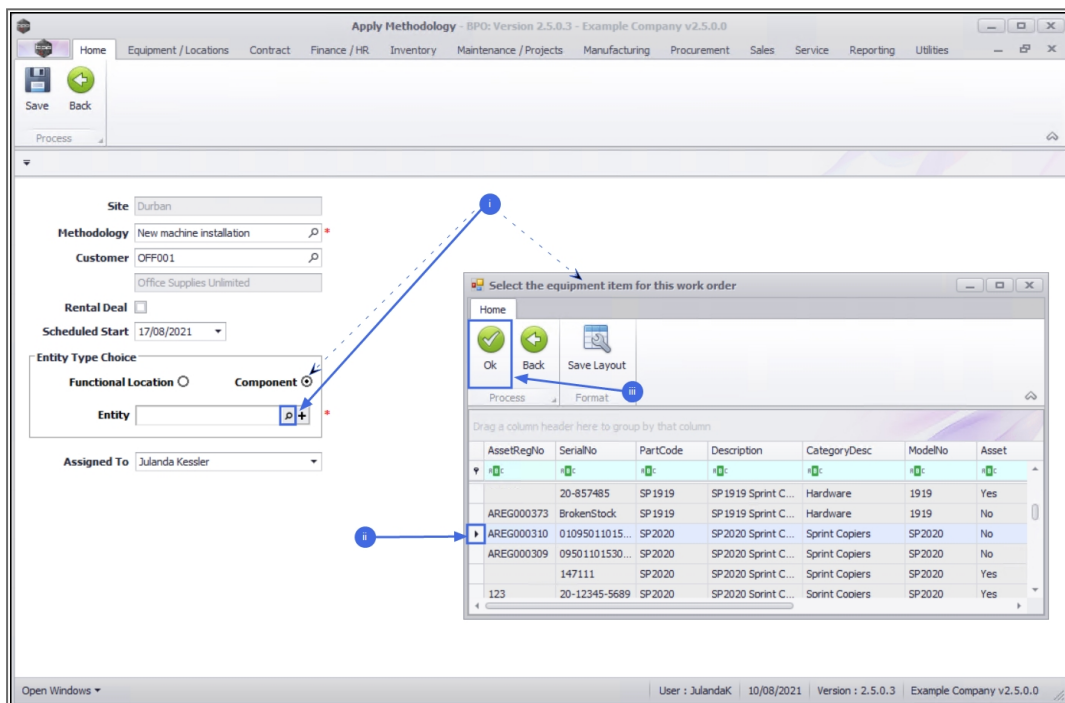 Apply Methodology - BPO: Version 2.5.0.3 - Example Company v2.5.0.0
Home Equipment / Locations Contract Finance / HR Inventory Maintenance / Projects Manufacturing Procurement Sales Service Reporting Utilities
Save Back
Process
Site Durban
Methodology New machine installation *
Customer OFF001
Office Supplies Unlimited
Rental Deal
Scheduled Start 17/08/2021
Entity Type Choice
Functional Location Component
Entity + *
Assigned To Julanda Kessler
i
ii
iii
Select the equipment item for this work order
Home
Ok Back Save Layout
Process Format
Drag a column header here to group by that column
AssetRegNo SerialNo PartCode Description CategoryDesc ModelNo Asset
20-857485 SP1919 SP1919 Sprint C... Hardware 1919 Yes
AREG000373 BrokenStock SP1919 SP1919 Sprint C... Hardware 1919 No
AREG000310 01095011015... SP2020 SP2020 Sprint C... Sprint Copiers SP2020 No
AREG000309 09501101530... SP2020 SP2020 Sprint C... Sprint Copiers SP2020 No
147111 SP2020 SP2020 Sprint C... Sprint Copiers SP2020 Yes
123 20-12345-5689 SP2020 SP2020 Sprint C... Sprint Copiers SP2020 Yes
Open Windows User : JulandaK 10/08/2021 Version : 2.5.0.3 Example Company v2.5.0.0